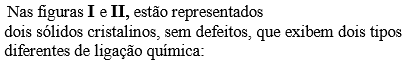 Nas figuras I e II, estão representados
dois sólidos cristalinos, sem defeitos, que exibem dois tipos
diferentes de ligação química: